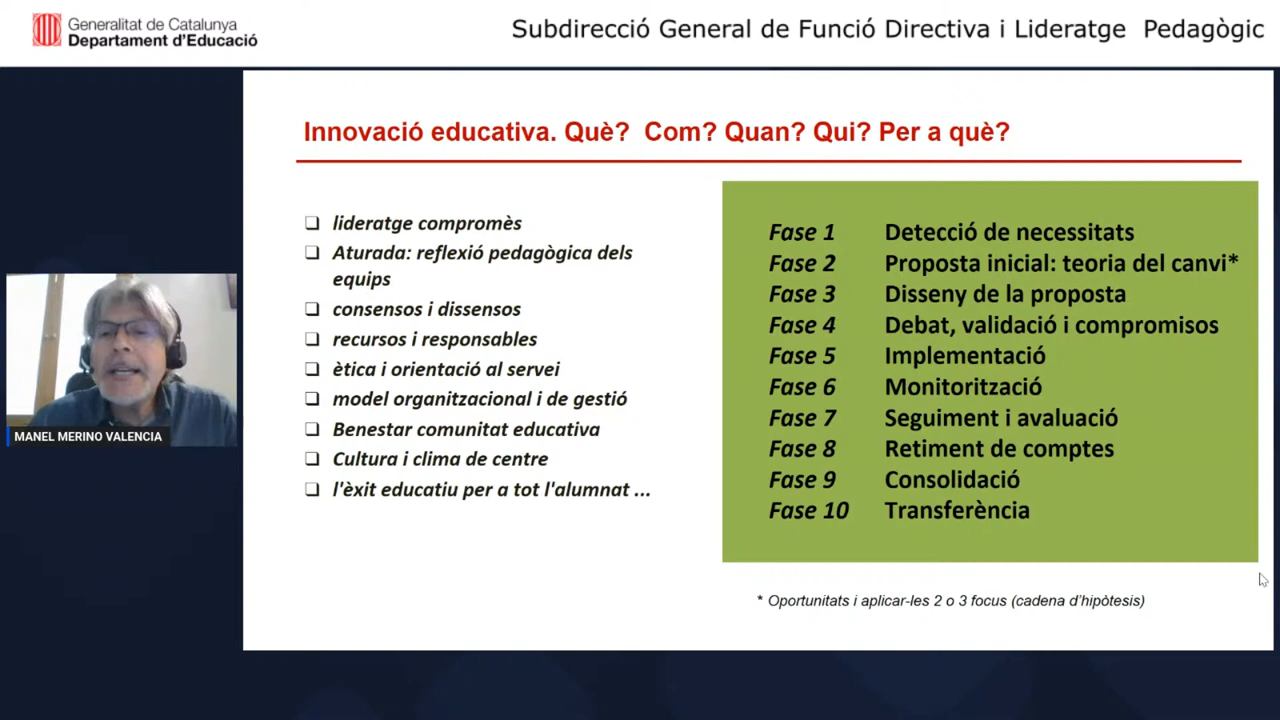 Generalitat de Catalunya
Departament d'Educació
Subdirecció General de Funció Directiva i Lideratge Pedagògic
Innovació educativa. Què? Com? Quan? Qui? Per a què?
lideratge compromès
Aturada: reflexió pedagògica dels
equips
consensos i dissensos
recursos i responsables
ètica i orientació al servei
model organitzacional i de gestió
Benestar comunitat educativa
Cultura i clima de centre
l'èxit educatiu per a tot l'alumnat ...
Fase 1 Detecció de necessitats
Fase 2 Proposta inicial: teoria del canvi*
Fase 3 Disseny de la proposta
Fase 4 Debat, validació i compromisos
Fase 5 Implementació
Fase 6 Monitorització
Fase 7 Seguiment i avaluació
Fase 8 Retiment de comptes
Fase 9 Consolidació
Fase 10 Transferència
* Oportunitats i aplicar-les 2 o 3 focus (cadena d'hipòtesis)
MANEL MERINO VALENCIA